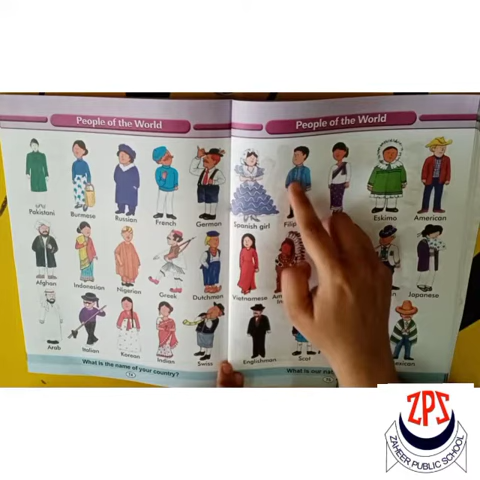 People of the World
Pakistani
Burmese
Russian
French
German
Afghan
Indonesian
Nigerian
Greek
Dutchman
Arab
Italian
Korean
Indian
Swiss
What is the name of your country?
People of the World
Spanish girl
Eskimo
American
Vietnamese
Japanese
Englishman
Scot
ZPS
ZAHEER PUBLIC SCHOOL